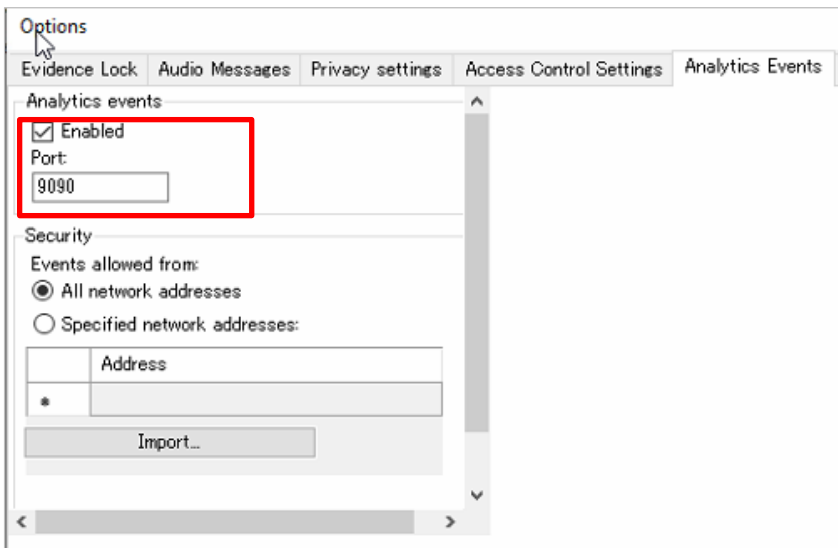 Options
Evidence Lock Audio Messages Privacy settings Access Control Settings Analytics Events
Analytics events
Enabled
Port:
9090
Security
Events allowed from:
All network addresses
Specified network addresses:
Address
*
Import...